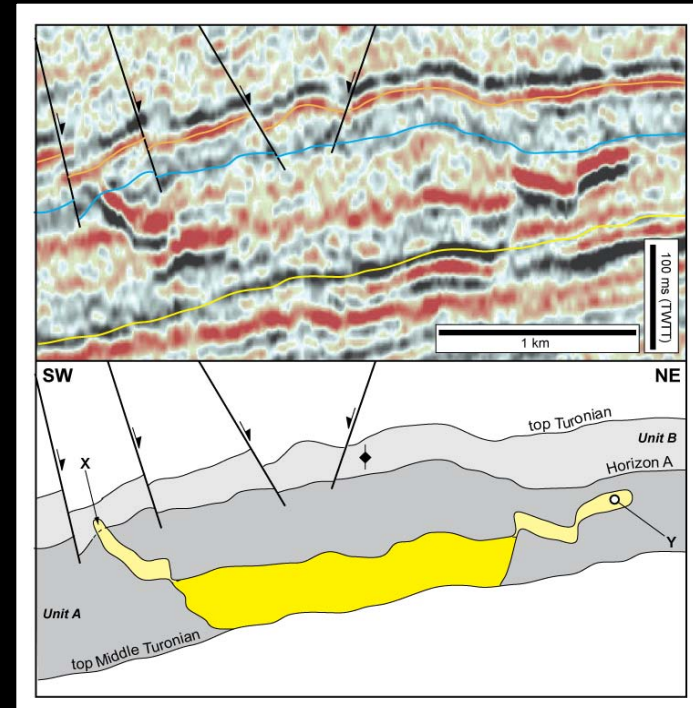 100 ms (TWTT)
1 km
SW
NE
top Turonian
Unit B
Horizon A
X
Y
Unit A
top Middle Turonian